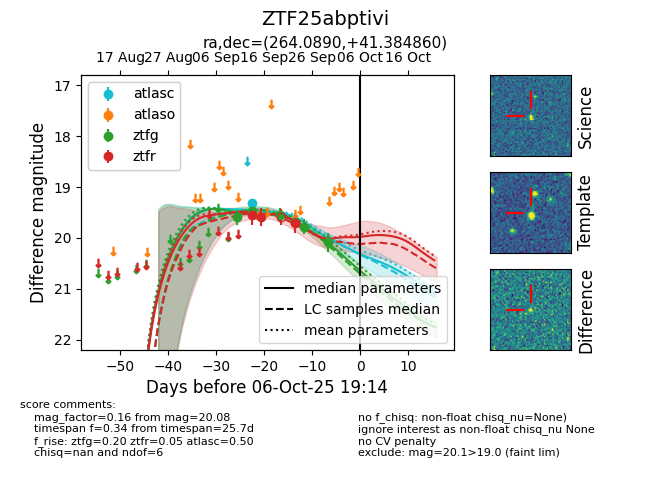 ZTF25abptivi
ra,dec=(264.0890,+41.384860)
17 Aug 27 Aug 06 Sep 16 Sep 26 Sep 06 Oct 16 Oct
atlasc
atlaso
ztfg
ztfr
17
18
19
20
21
22
Difference magnitude
median parameters
LC samples median
mean parameters
−50 −40 −30 −20 −10 0 10
Days before 06-Oct-25 19:14
Science
Template
Difference
score comments:
mag_factor=0.16 from mag=20.08
timespan f=0.34 from timespan=25.7d
f_rise: ztfg=0.20 ztfr=0.05 atlasc=0.50
chisq=nan and ndof=6
no f_chisq: non-float chisq_nu=None)
ignore interest as non-float chisq_nu None
no CV penalty
exclude: mag=20.1>19.0 (faint lim)